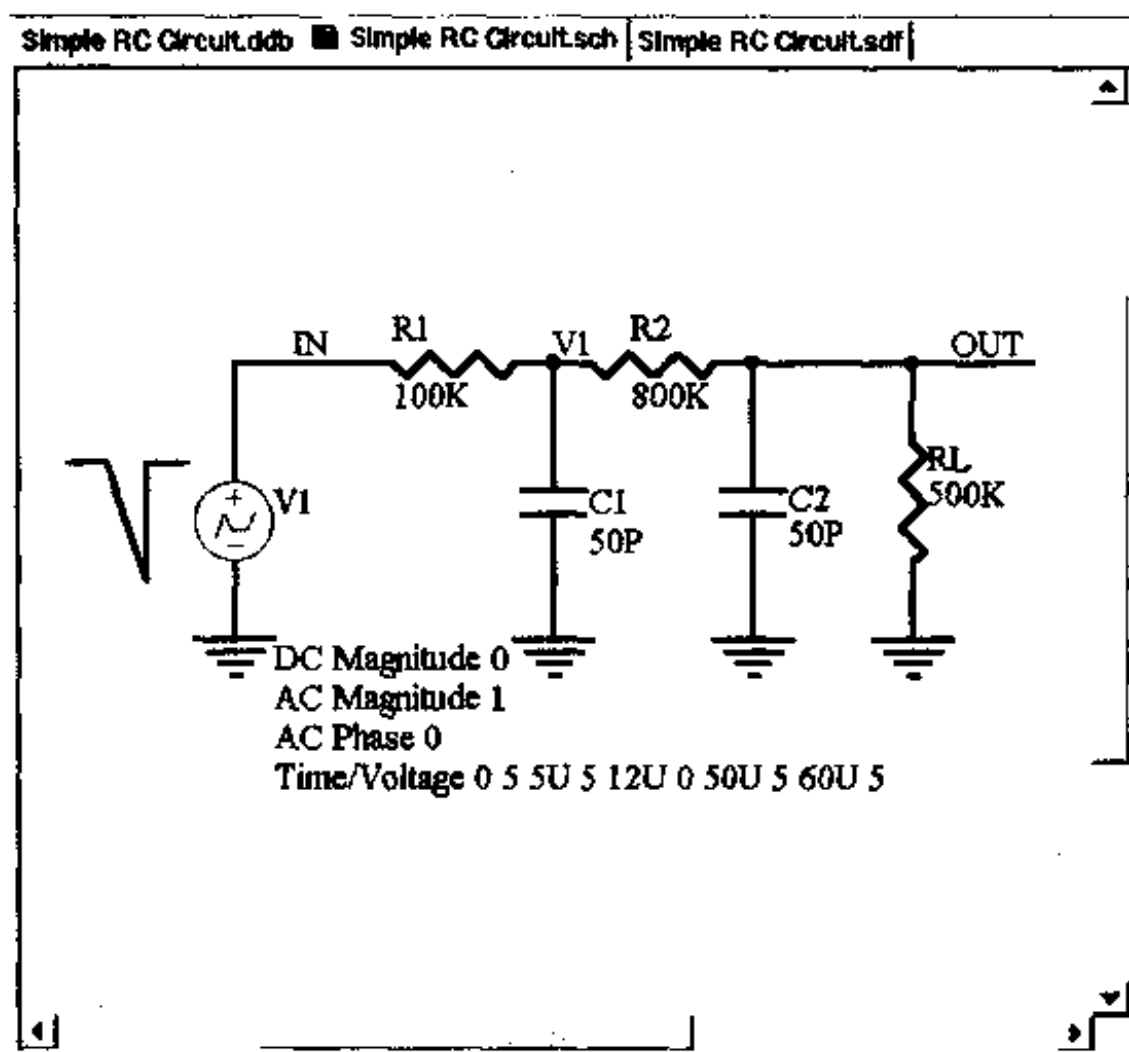 Simple RC Circuit.ddb Simple RC Circuit.sch Simple RC Circuit.sdf
IN R1 V1 R2 OUT
100K 800K
V1 C1 C2 RL
50P 50P 500K
+
−
DC Magnitude 0
AC Magnitude 1
AC Phase 0
Time/Voltage 0 5 5U 5 12U 0 50U 5 60U 5